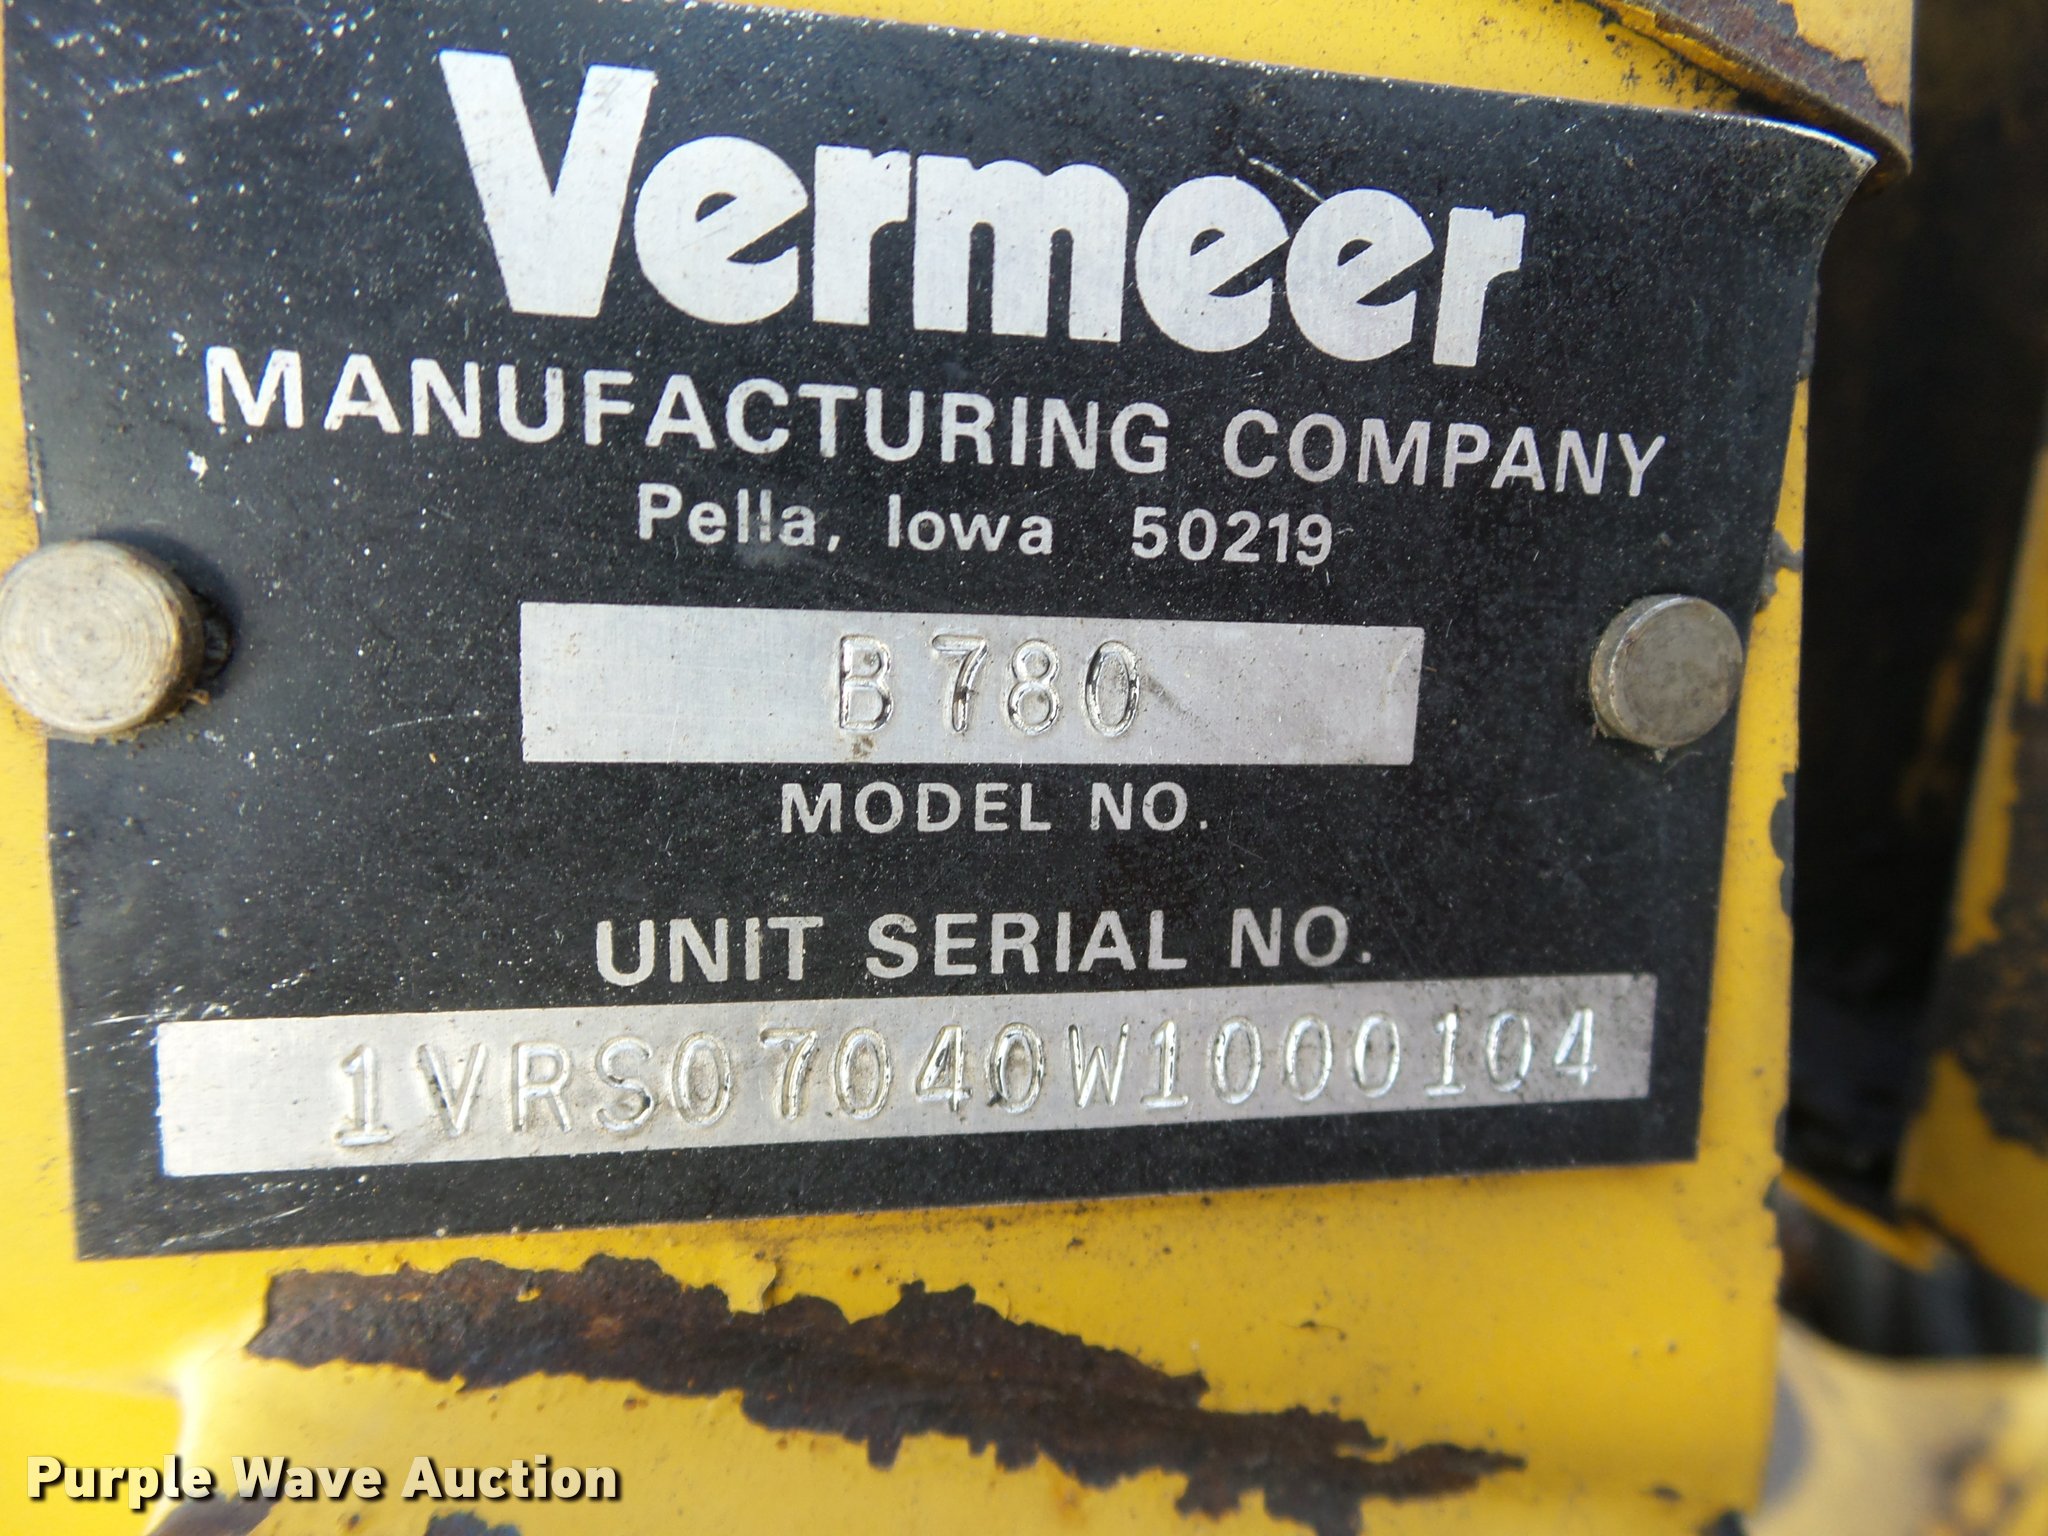 Vermeer
MANUFACTURING COMPANY
Pella, Iowa 50219
B780
MODEL NO.
UNIT SERIAL NO.
1VRS07040W1000104
Purple Wave Auction